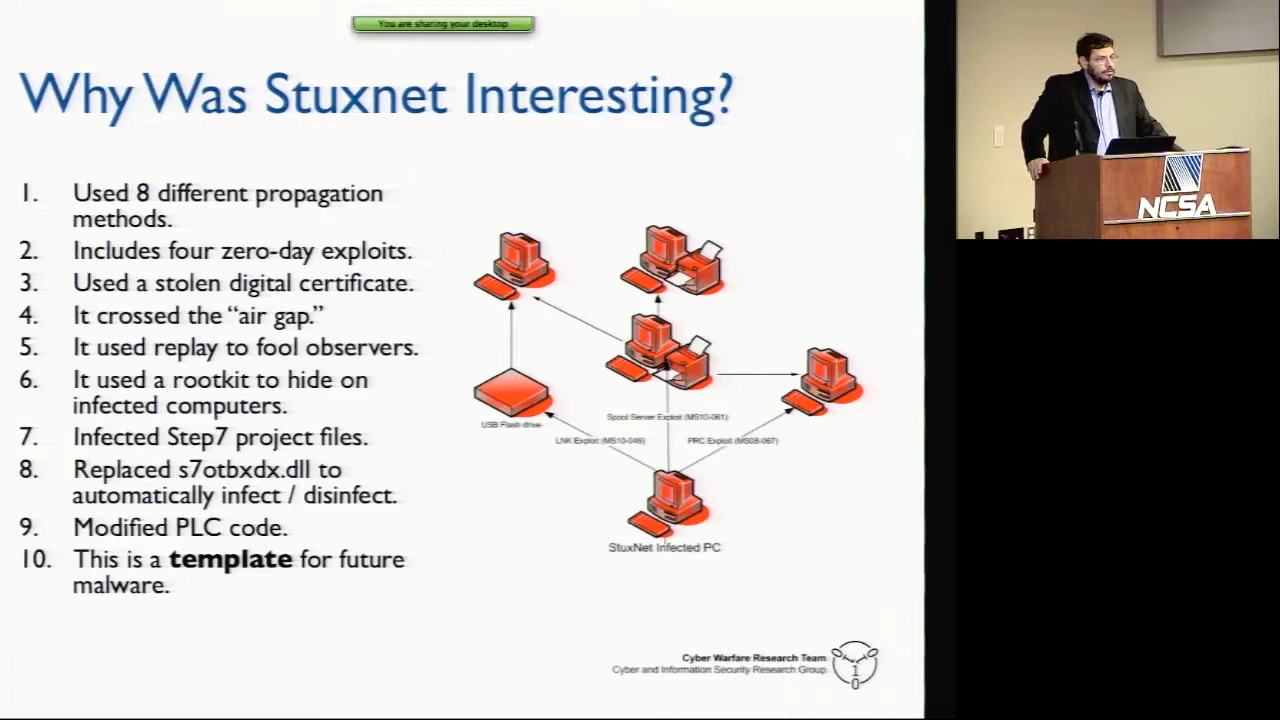 You are sharing your desktop
Why Was Stuxnet Interesting?
1. Used 8 different propagation
methods.
2. Includes four zero-day exploits.
3. Used a stolen digital certificate.
4. It crossed the “air gap.”
5. It used replay to fool observers.
6. It used a rootkit to hide on
infected computers.
7. Infected Step7 project files.
8. Replaced s7otbxdx.dll to
automatically infect / disinfect.
9. Modified PLC code.
10. This is a template for future
malware.
USB Flash drive
Spool Server Exploit (MS10-061)
LNK Exploit (MS10-046)
PRC Exploit (MS08-067)
StuxNet Infected PC
Cyber Warfare Research Team
Cyber and Information Security Research Group
1
0
NCSA